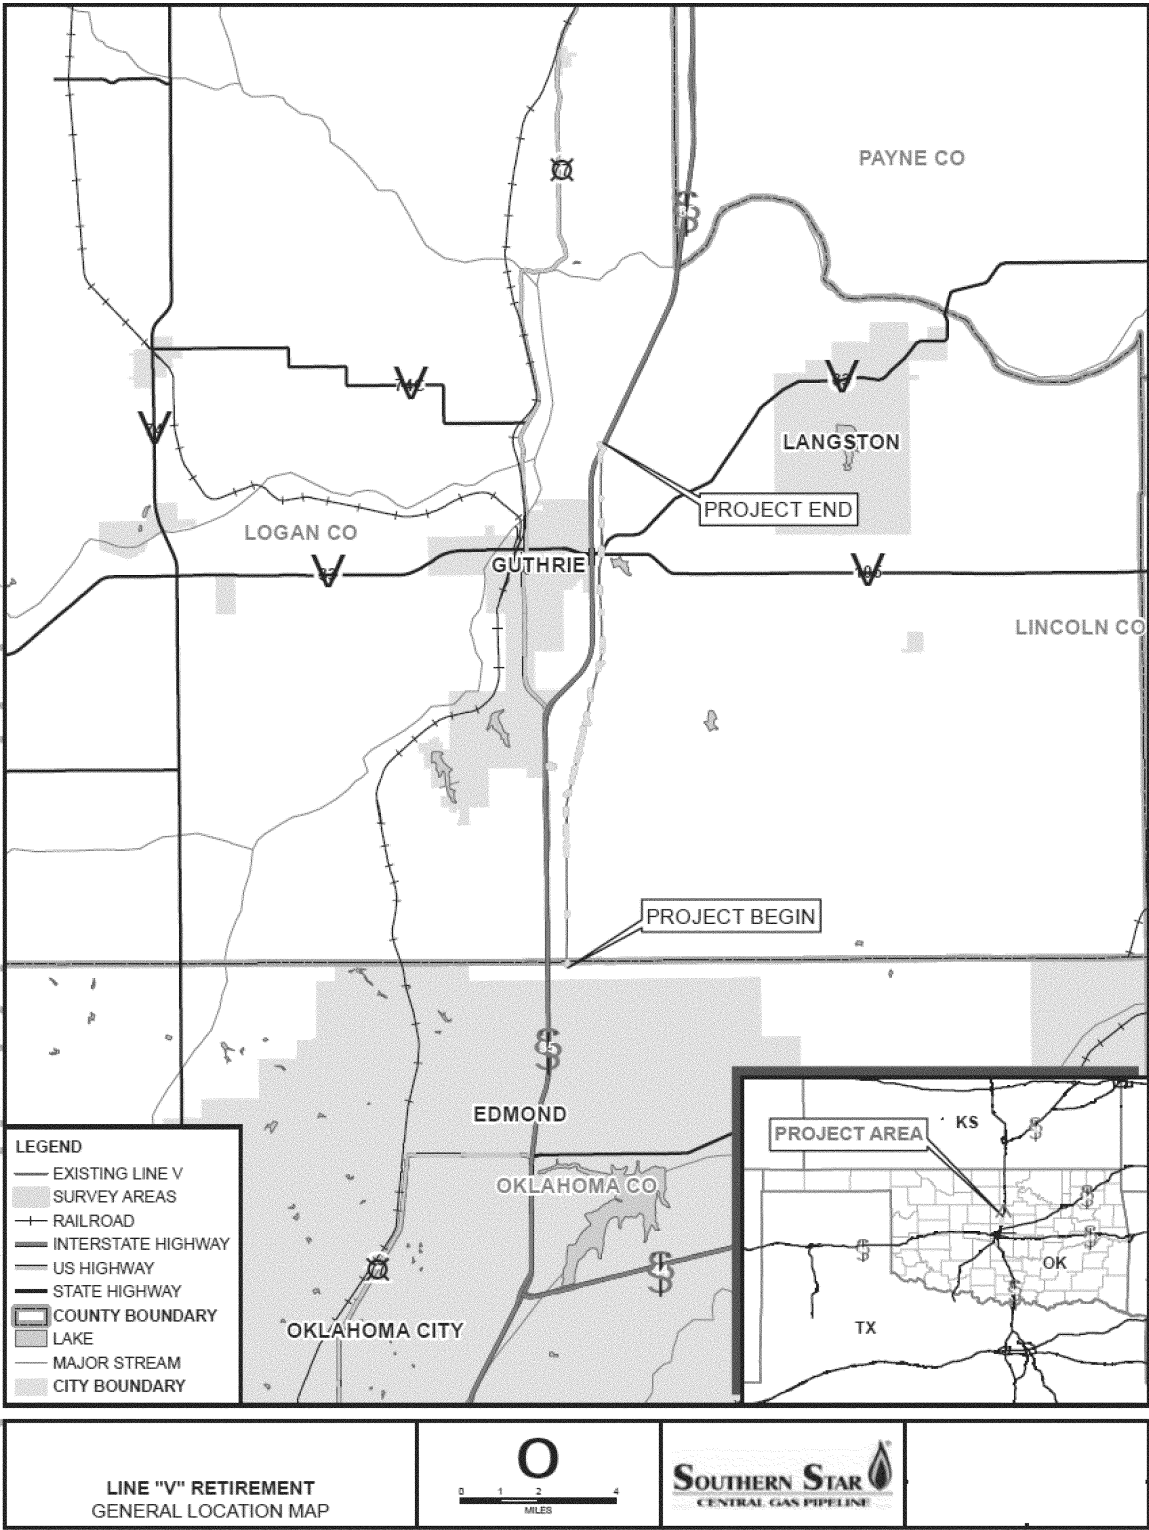 PAYNE CO
LANGSTON
PROJECT END
LOGAN CO
GUTHRIE
LINCOLN CO
PROJECT BEGIN
EDMOND
OKLAHOMA CO
OKLAHOMA CITY
LEGEND
EXISTING LINE V
SURVEY AREAS
RAILROAD
INTERSTATE HIGHWAY
US HIGHWAY
STATE HIGHWAY
COUNTY BOUNDARY
LAKE
MAJOR STREAM
CITY BOUNDARY
KS
PROJECT AREA
OK
TX
LINE "V" RETIREMENT
GENERAL LOCATION MAP
O
0 1 2 4
MILES
SOUTHERN STAR
CENTRAL GAS PIPELINE